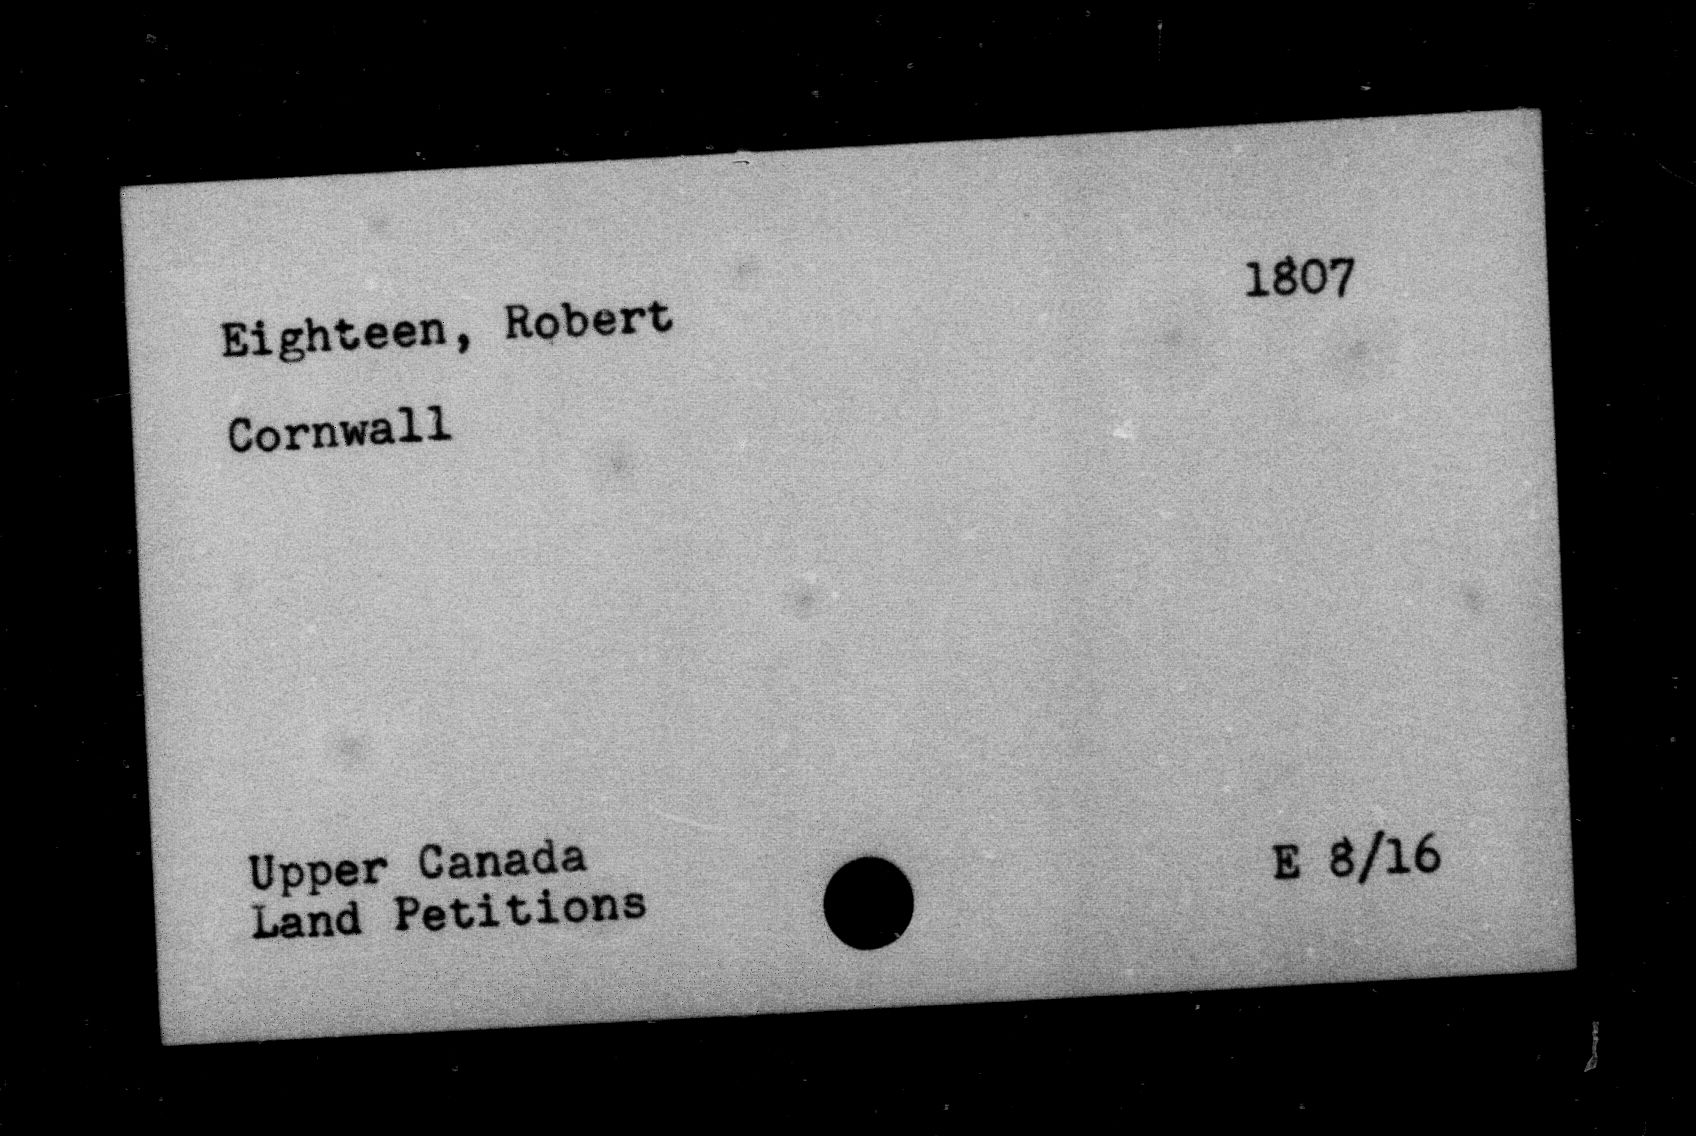 1807
Eighteen, Robert
Cornwall
Upper Canada
Land Petitions
E 8/16